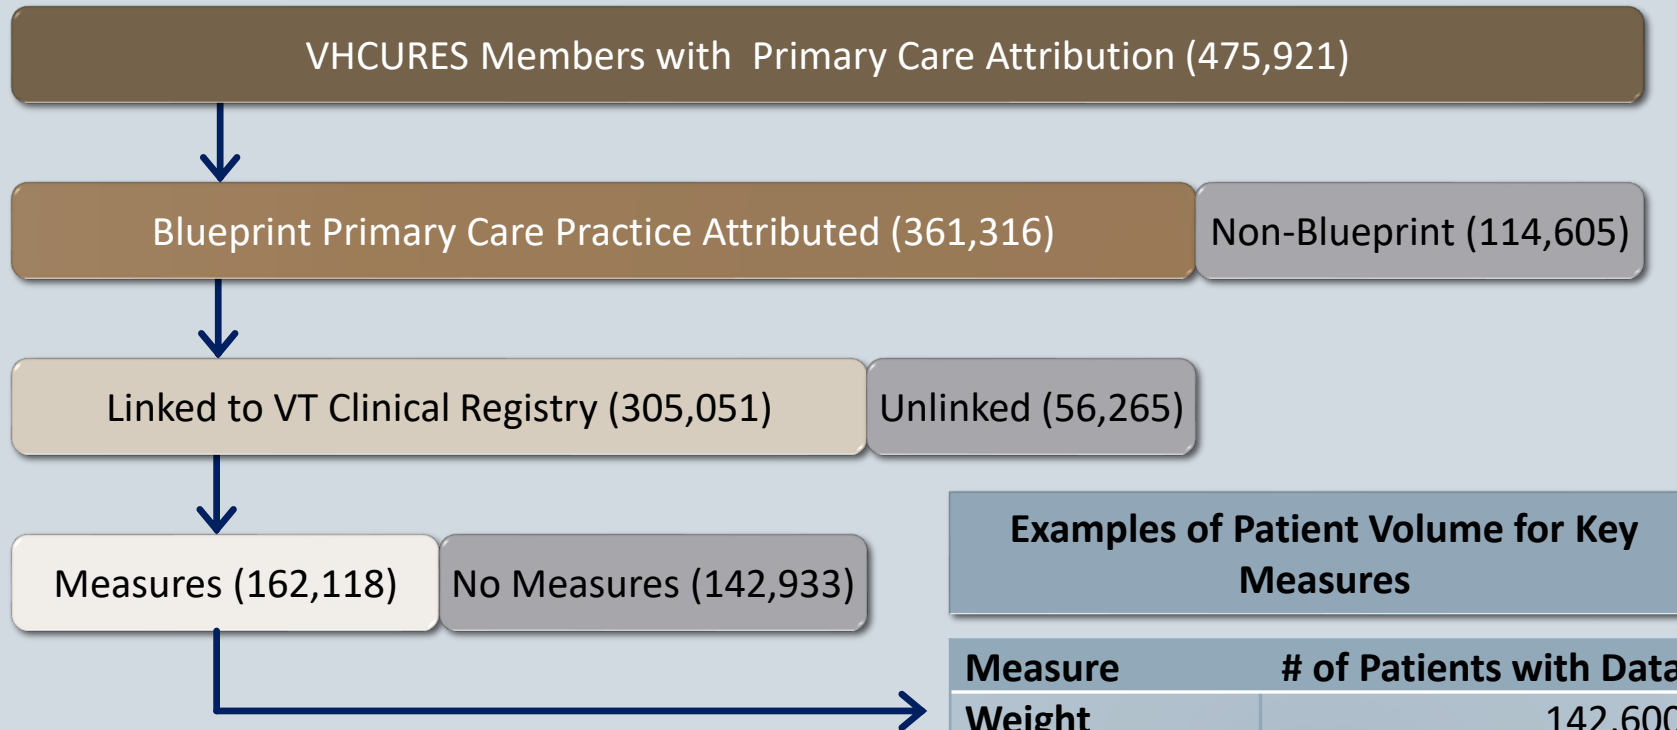 VHCURES Members with Primary Care Attribution (475,921)
Blueprint Primary Care Practice Attributed (361,316)
Non-Blueprint (114,605)
Linked to VT Clinical Registry (305,051)
Unlinked (56,265)
Measures (162,118)
No Measures (142,933)
Examples of Patient Volume for Key
Measures
Measure # of Patients with Data
Weight 142,600